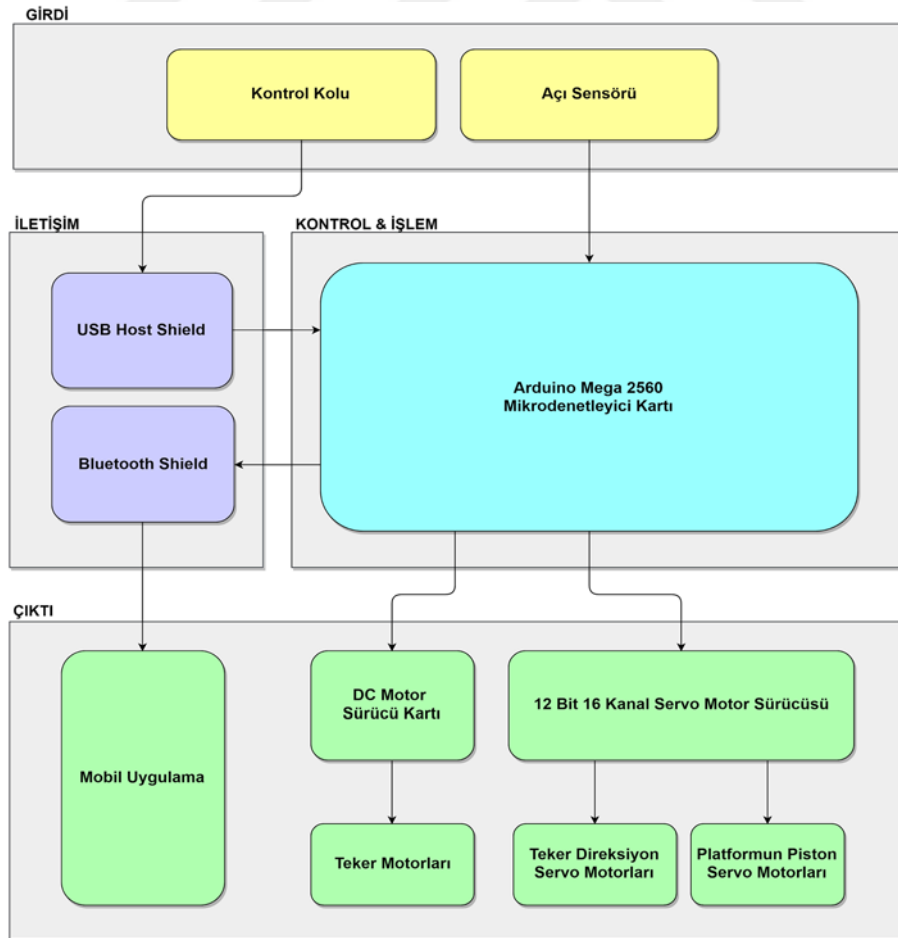 GİRDİ
Kontrol Kolu
Açı Sensörü
İLETİŞİM
KONTROL & İŞLEM
USB Host Shield
Arduino Mega 2560
Mikrodenetleyici Kartı
Bluetooth Shield
ÇIKTI
Mobil Uygulama
DC Motor
Sürücü Kartı
12 Bit 16 Kanal Servo Motor Sürücüsü
Teker Motorları
Teker Direksiyon
Servo Motorları
Platformun Piston
Servo Motorları